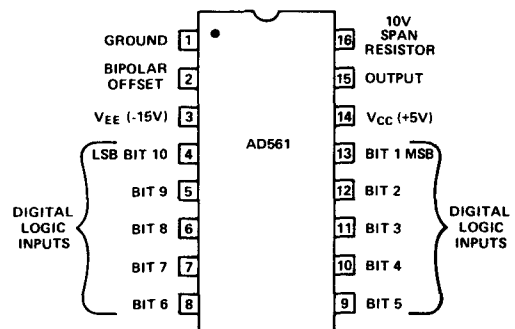 GROUND 1
BIPOLAR
OFFSET 2
VEE (-15V) 3
LSB BIT 10 4
BIT 9 5
BIT 8 6
BIT 7 7
BIT 6 8
DIGITAL
LOGIC
INPUTS
AD561
16 10V
SPAN
RESISTOR
15 OUTPUT
14 VCC (+5V)
13 BIT 1 MSB
12 BIT 2
11 BIT 3
10 BIT 4
9 BIT 5
DIGITAL
LOGIC
INPUTS